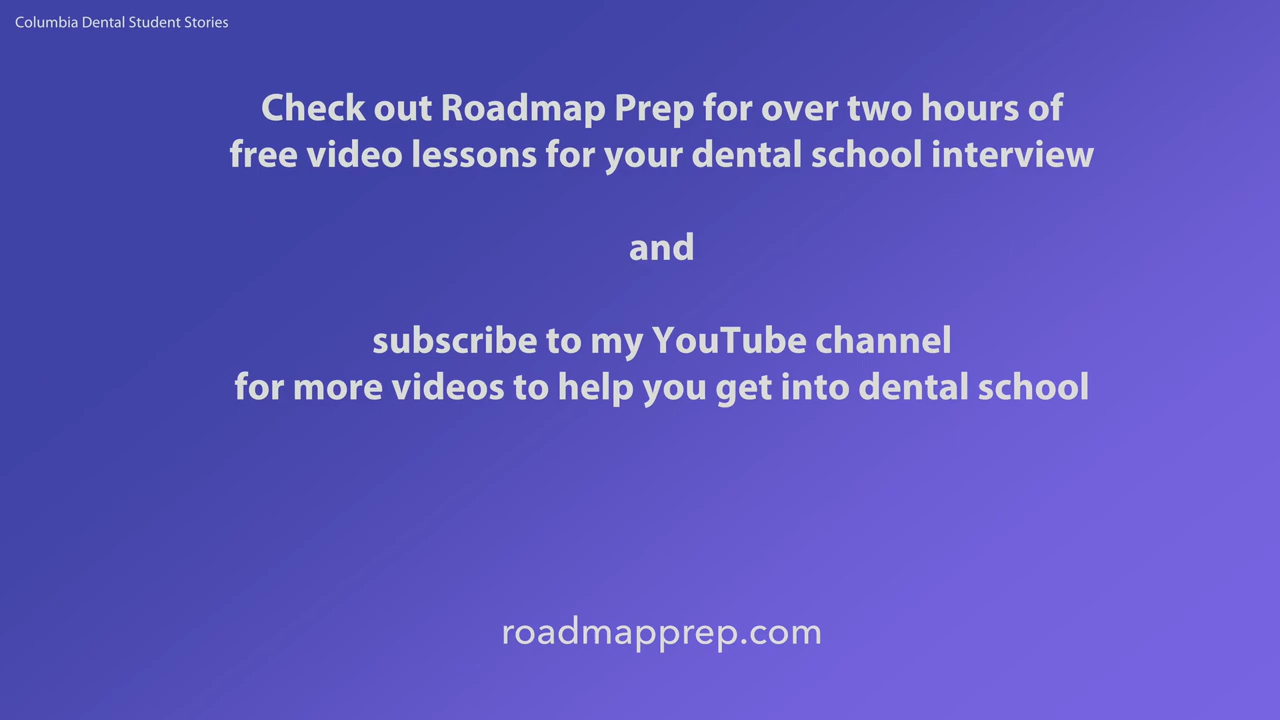 Columbia Dental Student Stories
Check out Roadmap Prep for over two hours of
free video lessons for your dental school interview
and
subscribe to my YouTube channel
for more videos to help you get into dental school
roadmapprep.com